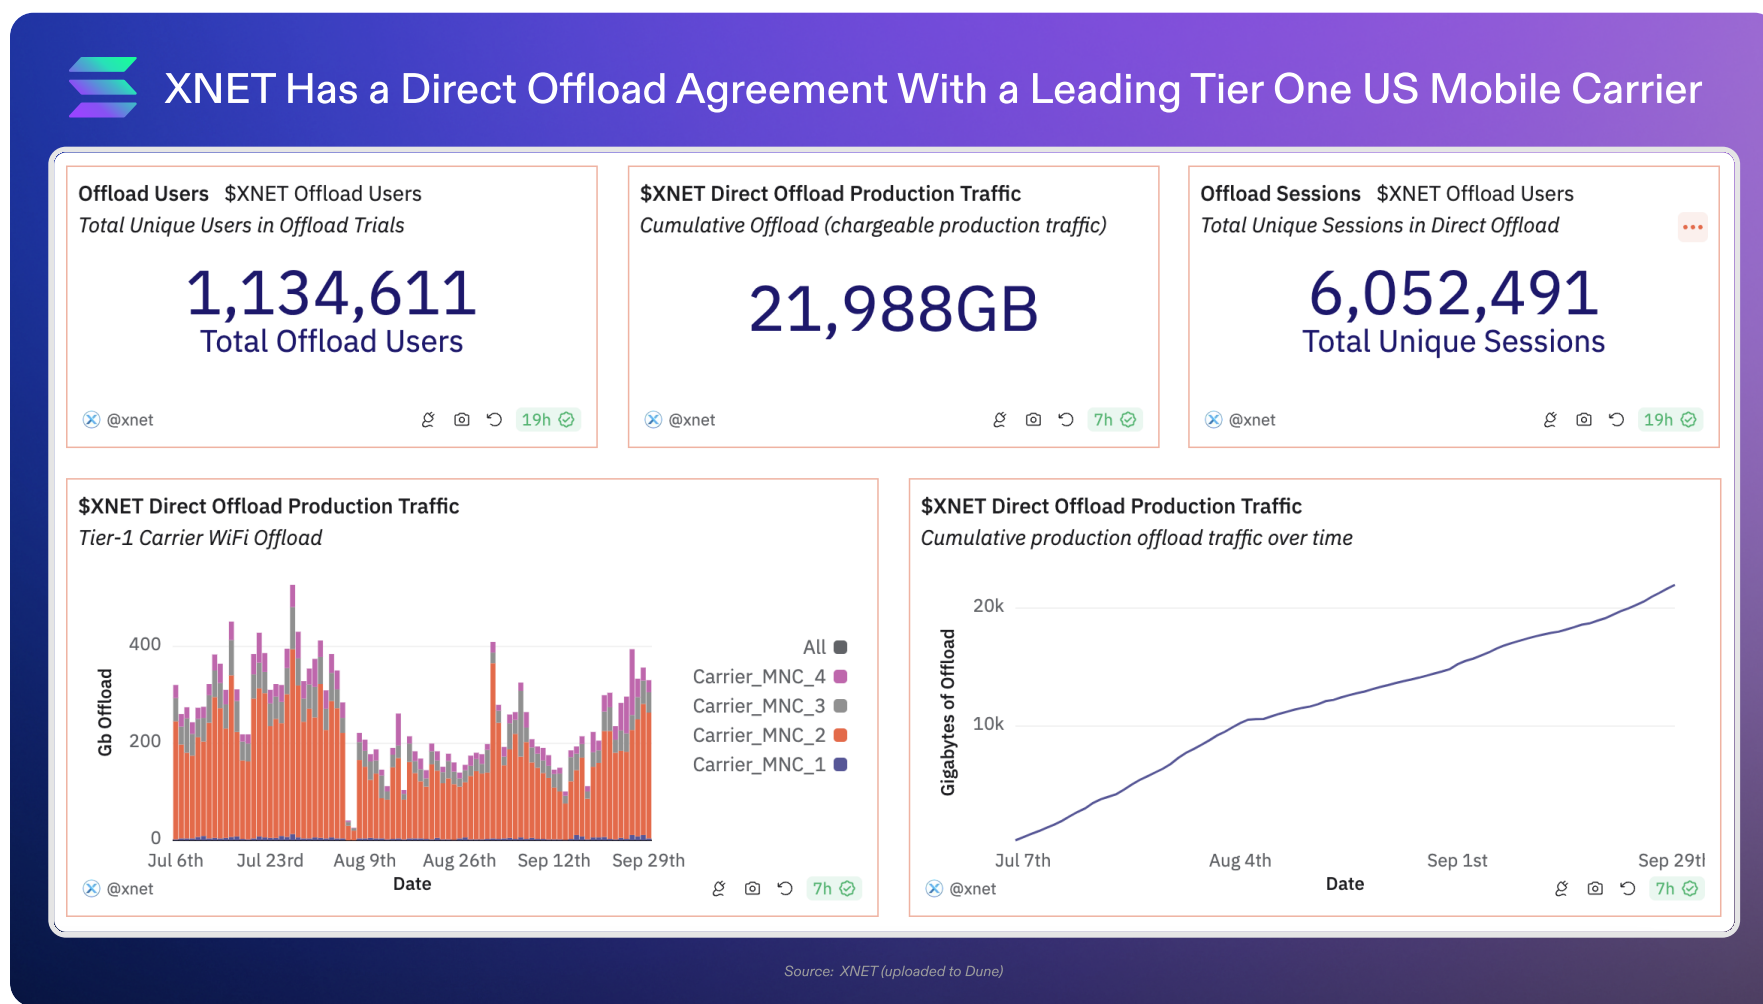 XNET Has a Direct Offload Agreement With a Leading Tier One US Mobile Carrier
Offload Users $XNET Offload Users
Total Unique Users in Offload Trials
1,134,611
Total Offload Users
@xnet
19h
$XNET Direct Offload Production Traffic
Cumulative Offload (chargeable production traffic)
21,988GB
@xnet
7h
Offload Sessions $XNET Offload Users
Total Unique Sessions in Direct Offload
6,052,491
Total Unique Sessions
@xnet
19h
$XNET Direct Offload Production Traffic
Tier-1 Carrier WiFi Offload
Gb Offload
400
200
0
Jul 6th
Jul 23rd
Aug 9th
Aug 26th
Sep 12th
Sep 29th
Date
All
Carrier_MNC_4
Carrier_MNC_3
Carrier_MNC_2
Carrier_MNC_1
@xnet
7h
$XNET Direct Offload Production Traffic
Cumulative production offload traffic over time
Gigabytes of Offload
20k
10k
Jul 7th
Aug 4th
Sep 1st
Sep 29tl
Date
@xnet
7h
Source: XNET (uploaded to Dune)